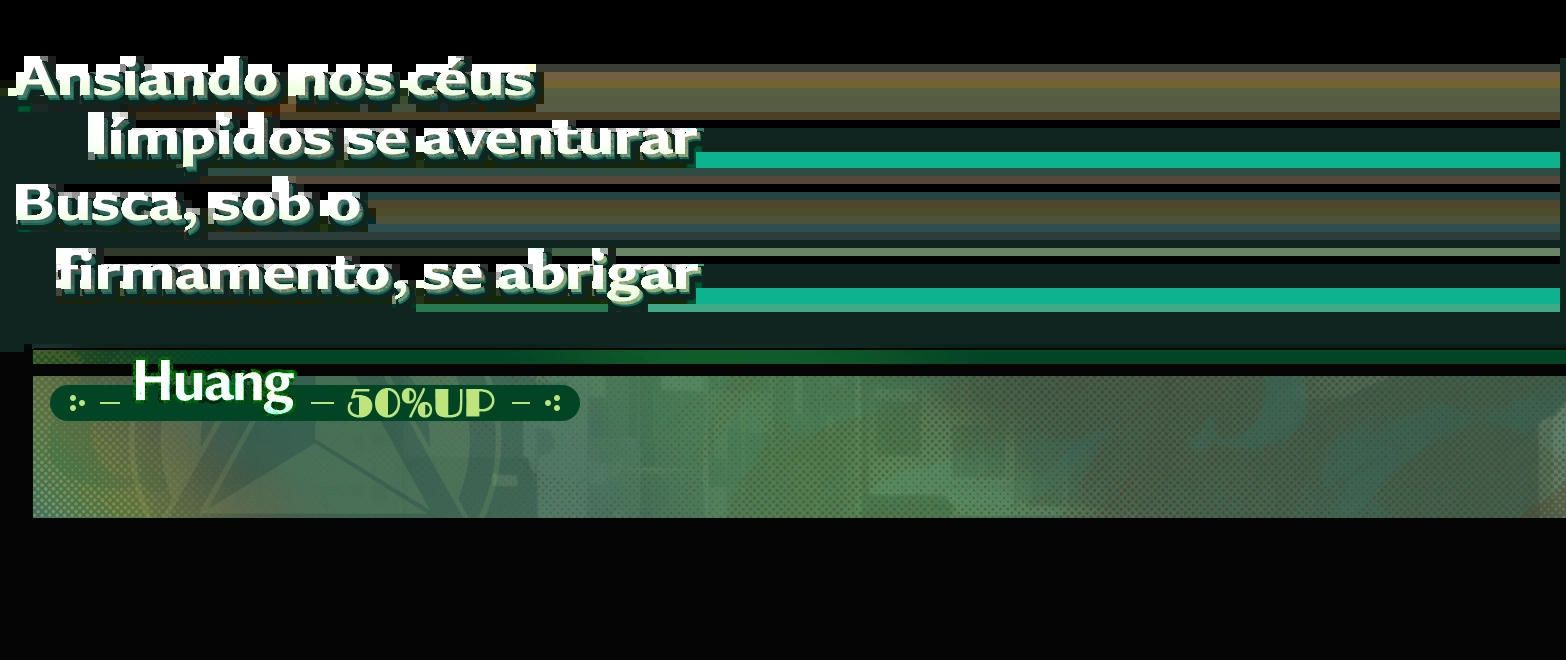 Ansiando nos céus
límpidos se aventurar
Busca, sob o
firmamento, se abrigar
Huang
50%UP